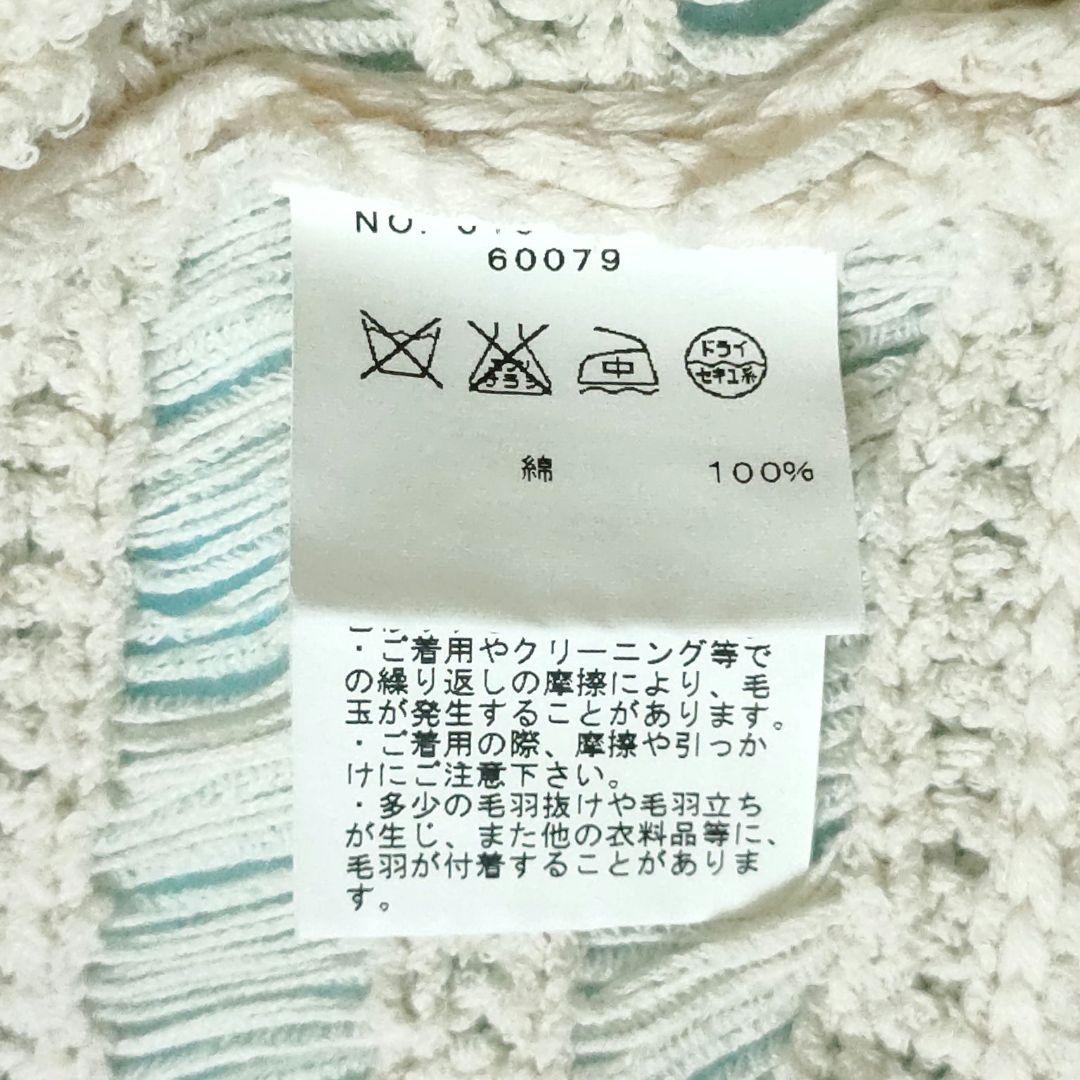 NO.
60079
中
ドライ
セキユ系
綿 100%
・ご着用やクリーニング等で
の繰り返しの摩擦により、毛
玉が発生することがあります。
・ご着用の際、摩擦や引っか
けにご注意下さい。
・多少の毛羽抜けや毛羽立ち
が生じ、また他の衣料品等に、
毛羽が付着することがありま
す。